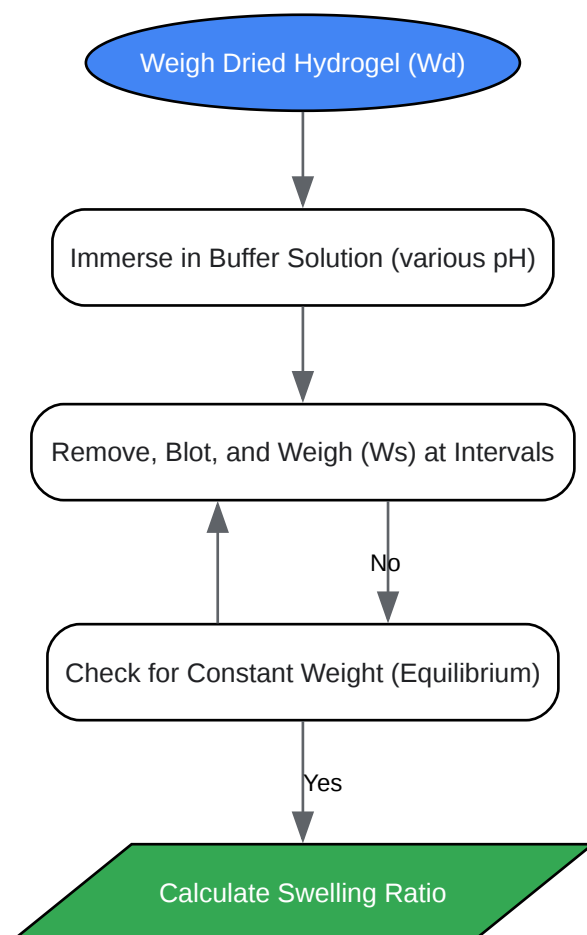 Weigh Dried Hydrogel (Wd)
Immerse in Buffer Solution (various pH)
Remove, Blot, and Weigh (Ws) at Intervals
No
Check for Constant Weight (Equilibrium)
Yes
Calculate Swelling Ratio